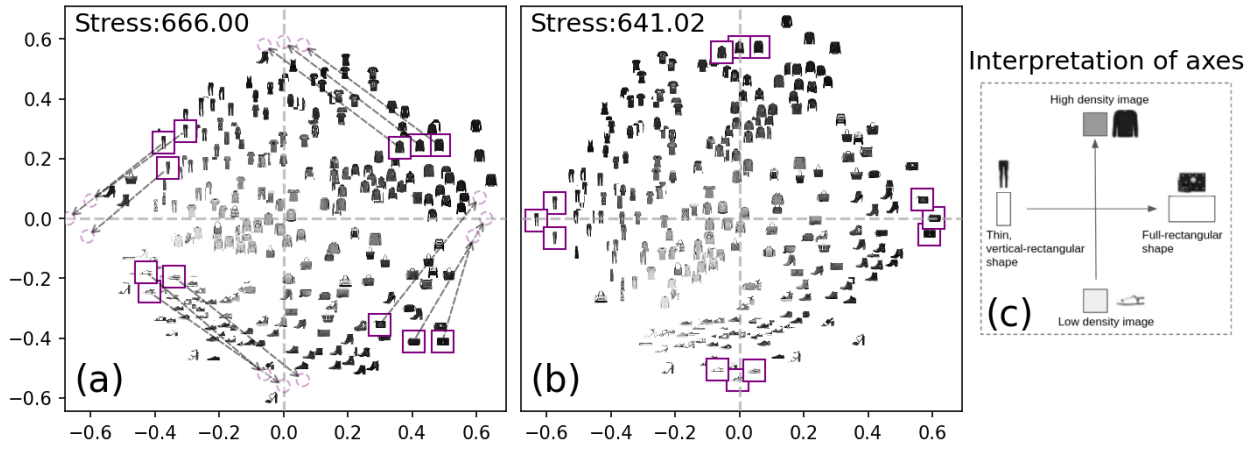 Stress:666.00
0.6
0.4
0.2
0.0
−0.2
−0.4
−0.6
(a)
−0.6 −0.4 −0.2 0.0 0.2 0.4 0.6
Stress:641.02
(b)
−0.6 −0.4 −0.2 0.0 0.2 0.4 0.6
Interpretation of axes
High density image
Thin,
vertical-rectangular
shape
Full-rectangular
shape
(c)
Low density image